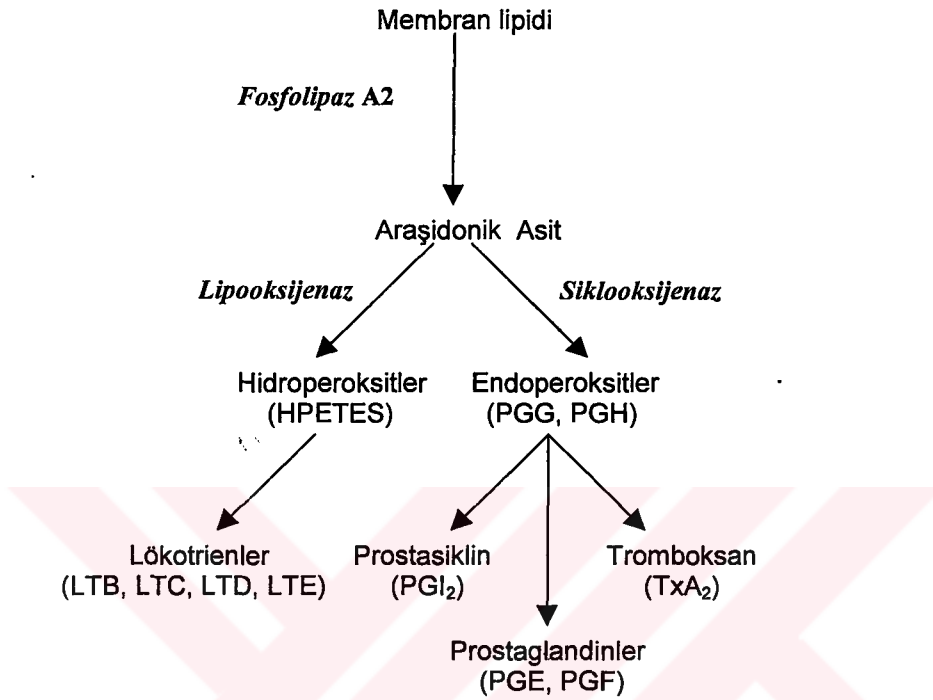 Membran lipidi
Fosfolipaz A2
Araşidonik Asit
Lipooksijenaz
Siklooksijenaz
Hidroperoksitler
(HPETES)
Endoperoksitler
(PGG, PGH)
Lökotrienler
(LTB, LTC, LTD, LTE)
Prostasiklin
(PGI₂)
Tromboksan
(TxA₂)
Prostaglandinler
(PGE, PGF)